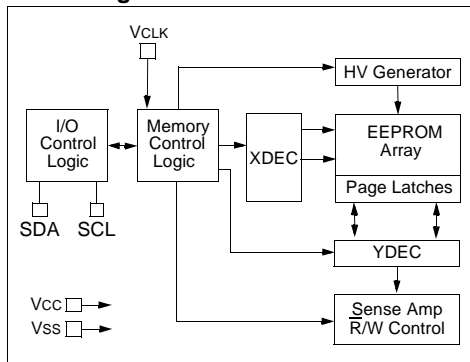 VCLK
HV Generator
I/O
Control
Logic
Memory
Control
Logic
XDEC
EEPROM
Array
Page Latches
SDA
SCL
YDEC
VCC
VSS
Sense Amp
R/W Control